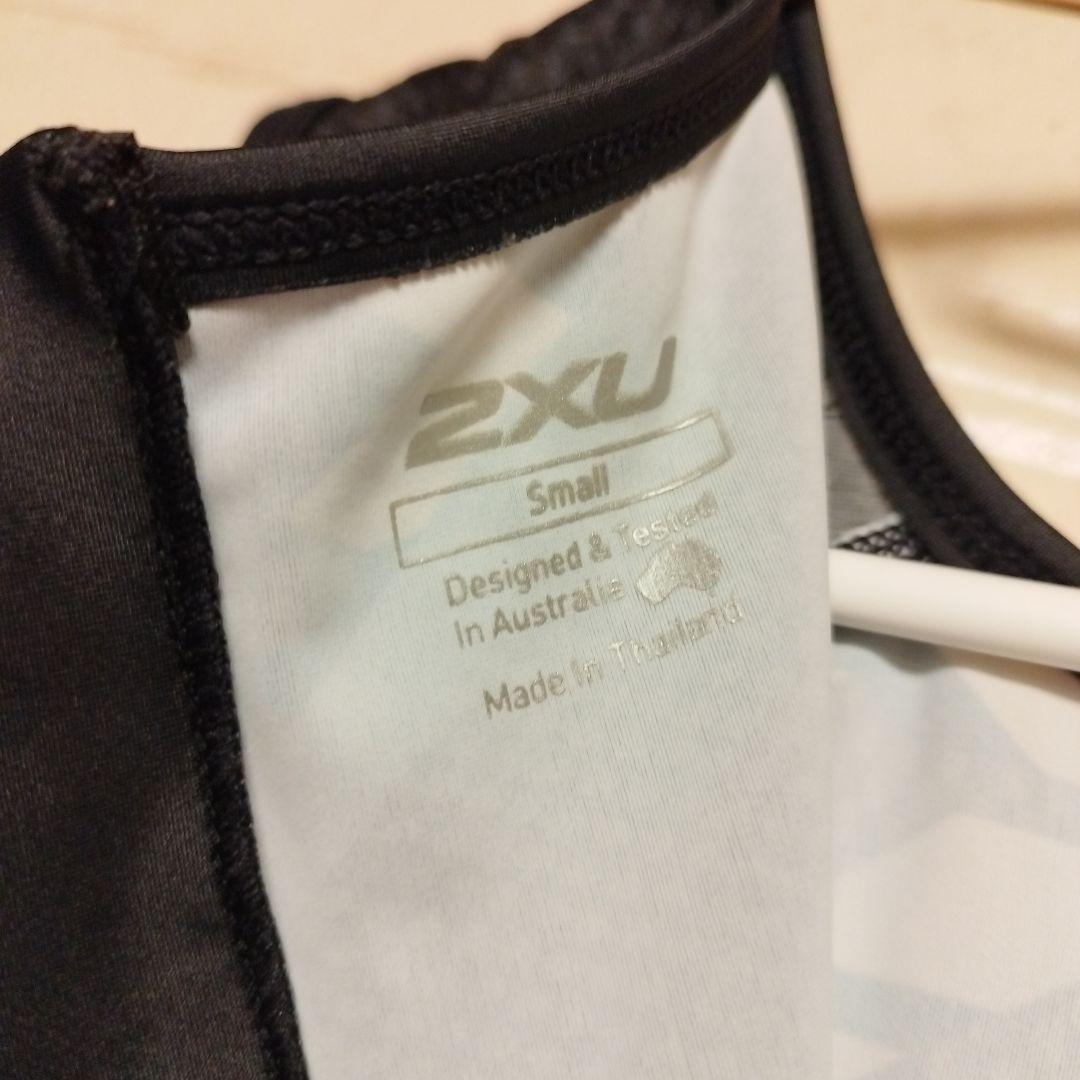 2XU
Small
Designed & Tested
In Australia
Made In Thailand